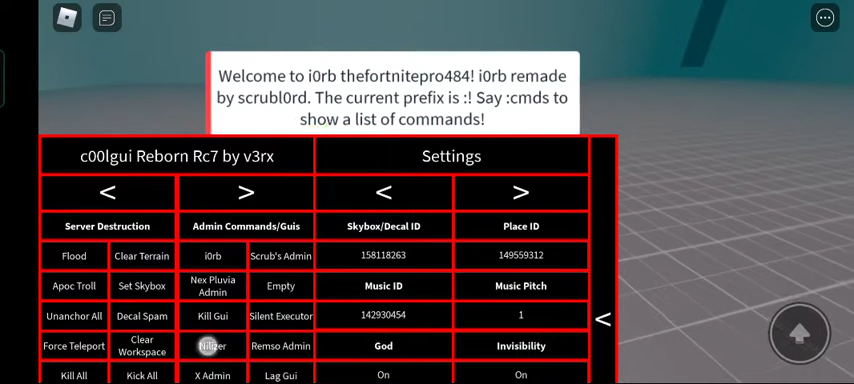 Welcome to i0rb thefortnitepro484! i0rb remade
by scrubl0rd. The current prefix is :! Say :cmds to
show a list of commands!
c00lgui Reborn Rc7 by v3rx
Settings
< > < >
Server Destruction
Admin Commands/Guis
Skybox/Decal ID
Place ID
Flood
Clear Terrain
i0rb
Scrub's Admin
158118263
149559312
Apoc Troll
Set Skybox
Nex Pluvia
Admin
Empty
Music ID
Music Pitch
Unanchor All
Decal Spam
Kill Gui
Silent Executor
142930454
1
<
Force Teleport
Clear
Workspace
Nilizer
Remso Admin
God
Invisibility
Kill All
Kick All
X Admin
Lag Gui
On
On